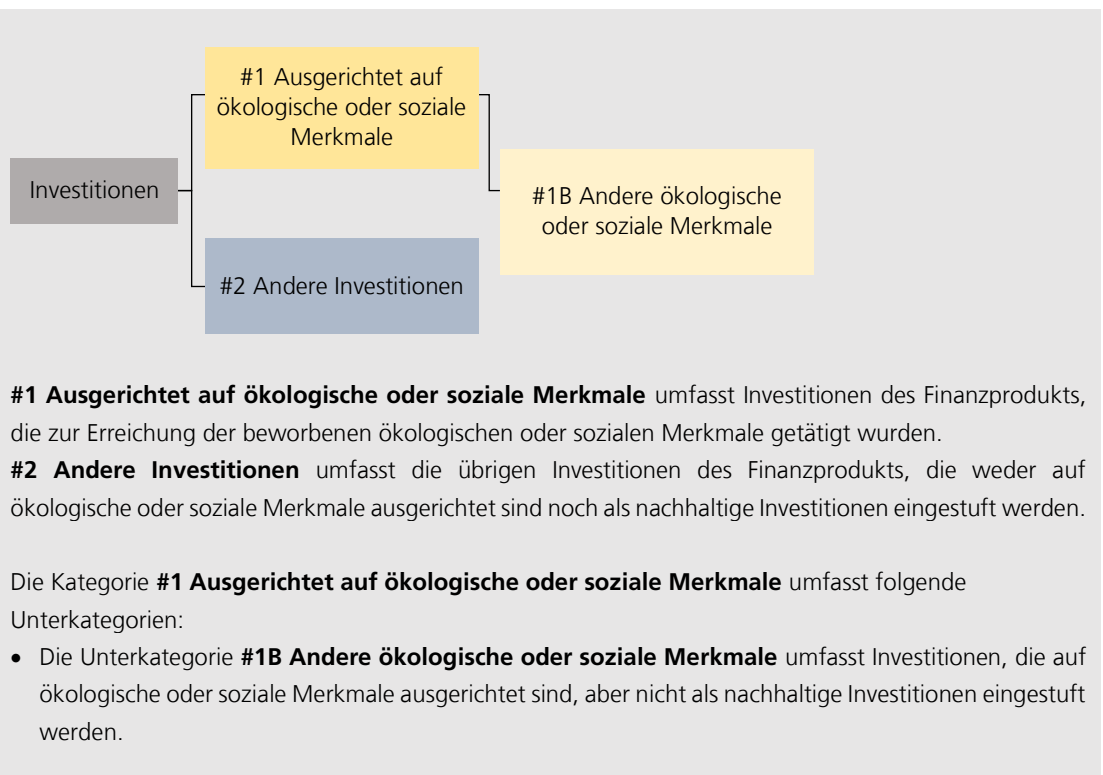 #1 Ausgerichtet auf
ökologische oder soziale
Merkmale
Investitionen
#1B Andere ökologische
oder soziale Merkmale
#2 Andere Investitionen
#1 Ausgerichtet auf ökologische oder soziale Merkmale umfasst Investitionen des Finanzprodukts,
die zur Erreichung der beworbenen ökologischen oder sozialen Merkmale getätigt wurden.
#2 Andere Investitionen umfasst die übrigen Investitionen des Finanzprodukts, die weder auf
ökologische oder soziale Merkmale ausgerichtet sind noch als nachhaltige Investitionen eingestuft werden.
Die Kategorie #1 Ausgerichtet auf ökologische oder soziale Merkmale umfasst folgende
Unterkategorien:
• Die Unterkategorie #1B Andere ökologische oder soziale Merkmale umfasst Investitionen, die auf
ökologische oder soziale Merkmale ausgerichtet sind, aber nicht als nachhaltige Investitionen eingestuft
werden.